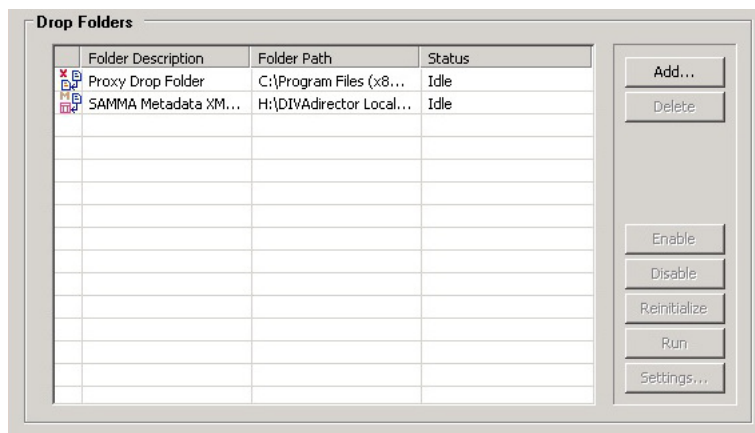 Drop Folders
Folder Description Folder Path Status
Proxy Drop Folder C:\Program Files (x8... Idle
SAMMA Metadata XM... H:\DIVAdirector Local... Idle
Add...
Delete
Enable
Disable
Reinitialize
Run
Settings...